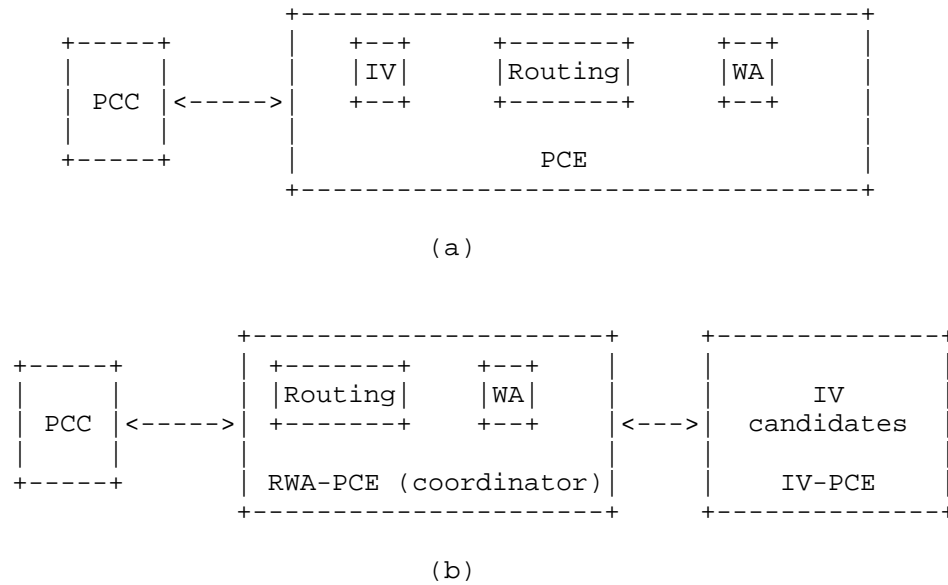 +-----------------------------------+
   +-----+             |     +--+     +-------+     +--+     |
   |     |             |     |IV|     |Routing|     |WA|     |
   | PCC |<----->|     +--+     +-------+     +--+     |
   |     |             |                                   |
   +-----+             |                PCE                |
                       +-----------------------------------+
(a)
                    +----------------------+     +--------------+
+-----+             | +-------+     +--+     |     |              |
|     |             | |Routing|     |WA|     |     |      IV      |
| PCC |<----->| +-------+     +--+     |<--->|  candidates  |
|     |             |                      |     |              |
+-----+             | RWA-PCE (coordinator)|     |    IV-PCE    |
                    +----------------------+     +--------------+
(b)